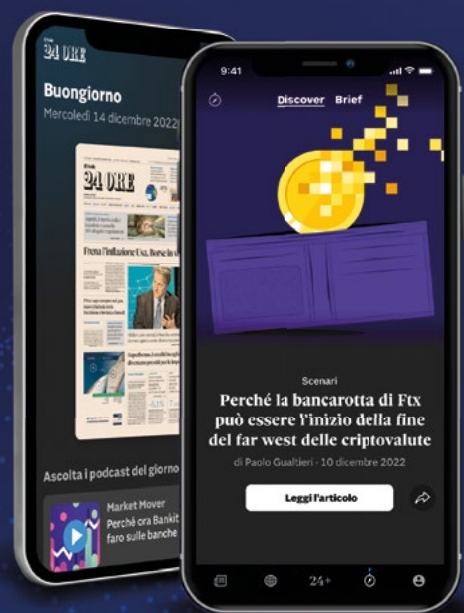 24 ORE
Buongiorno
Mercoledì 14 dicembre 2022
24 ORE
Frena l'inflazione Usa, Borse in
Ascolta i podcast del giorno
Market Mover
Perché ora Bankit
faro sulle banche
9:41
Discover Brief
Scenari
Perché la bancarotta di Ftx
può essere l'inizio della fine
del far west delle criptovalute
di Paolo Gualtieri · 10 dicembre 2022
Leggi l'articolo
24+